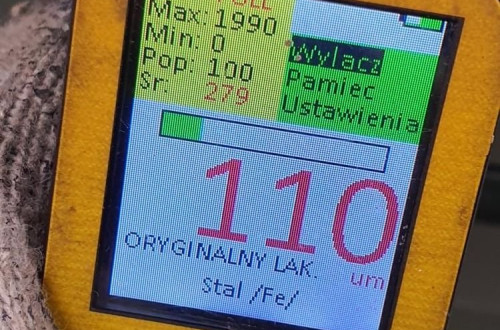 Max: 1990
Min: 0
Pop: 100
Sr: 279
Wylacz
Pamiec
Ustawienia
110
um
ORYGINALNY LAK.
Stal /Fe/